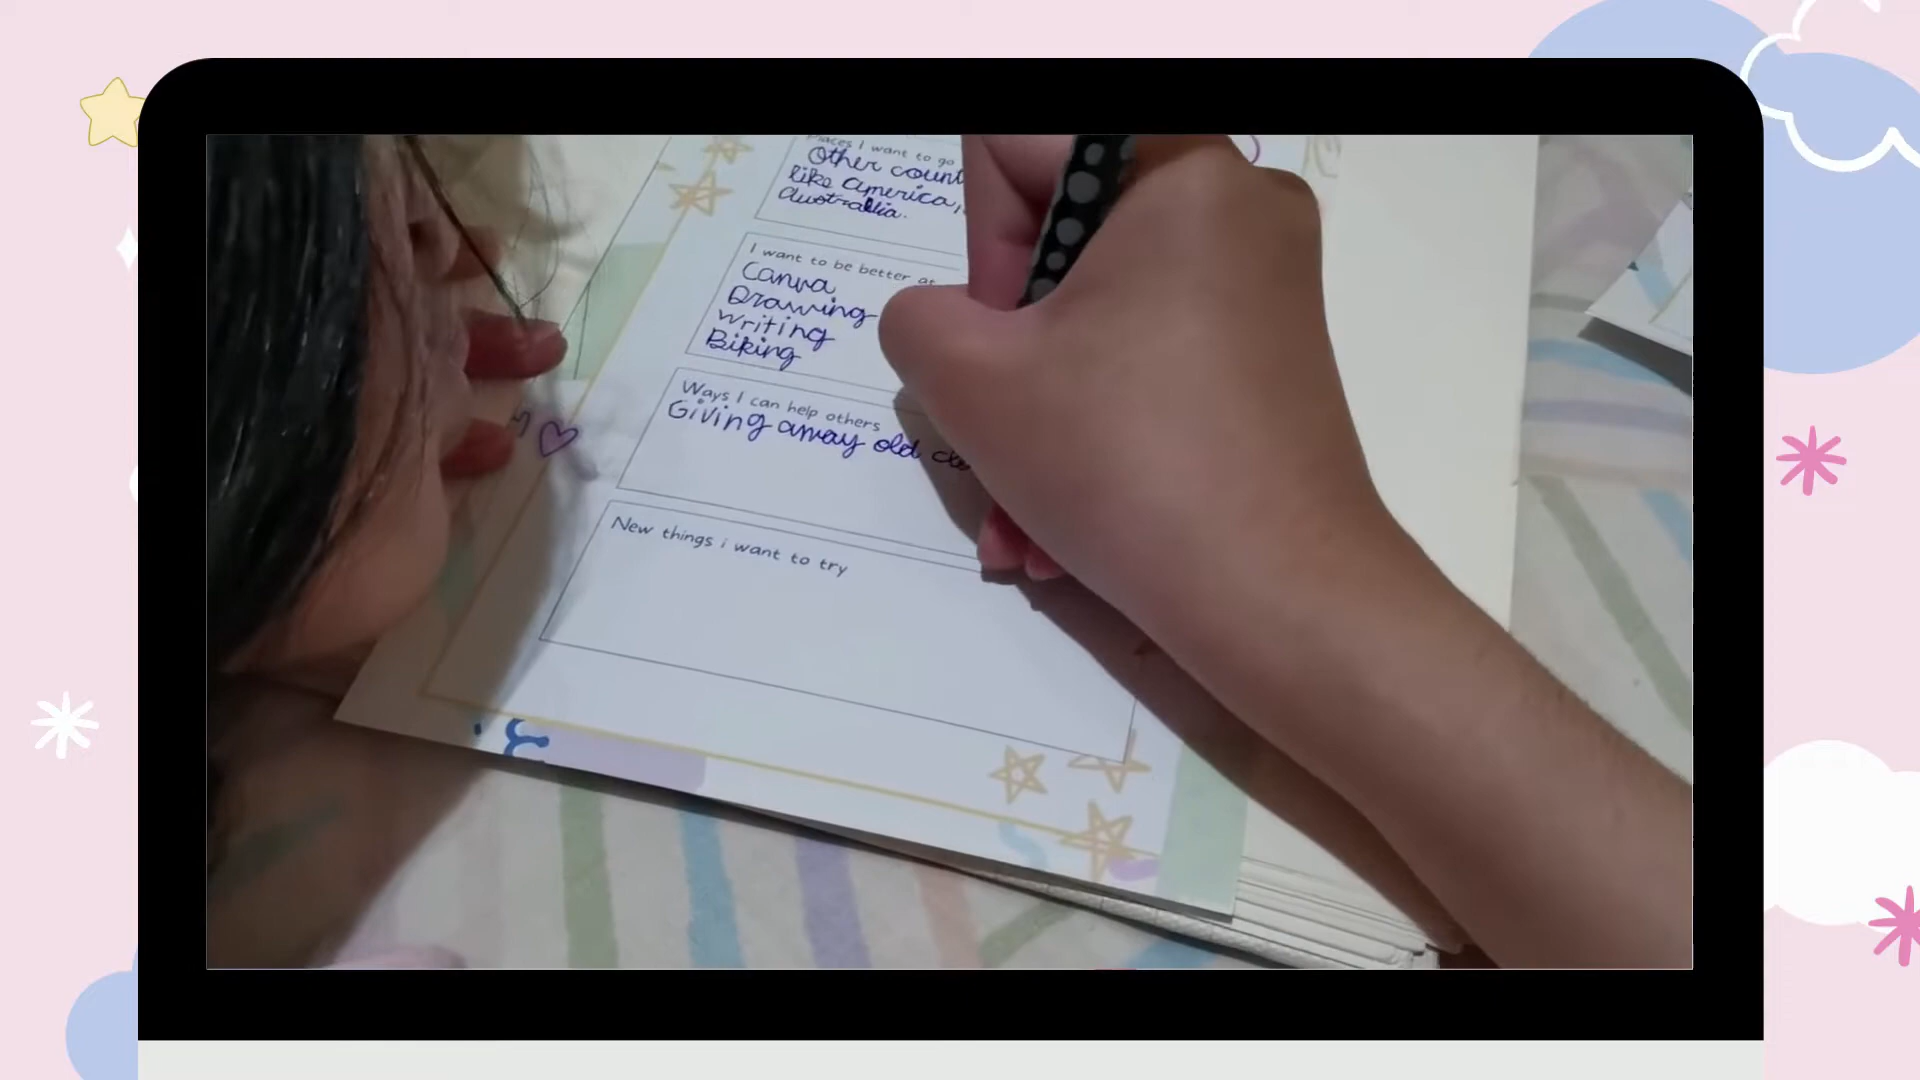 Places I want to go
Other
like America,
Australia.
I want to be better at
Canva
Drawing
Writing
Biking
Ways I can help others
Giving away old
New things i want to try